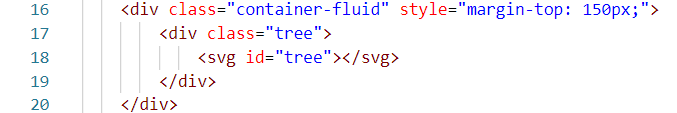 16 <div class="container-fluid" style="margin-top: 150px;">
17 <div class="tree">
18 <svg id="tree"></svg>
19 </div>
20 </div>